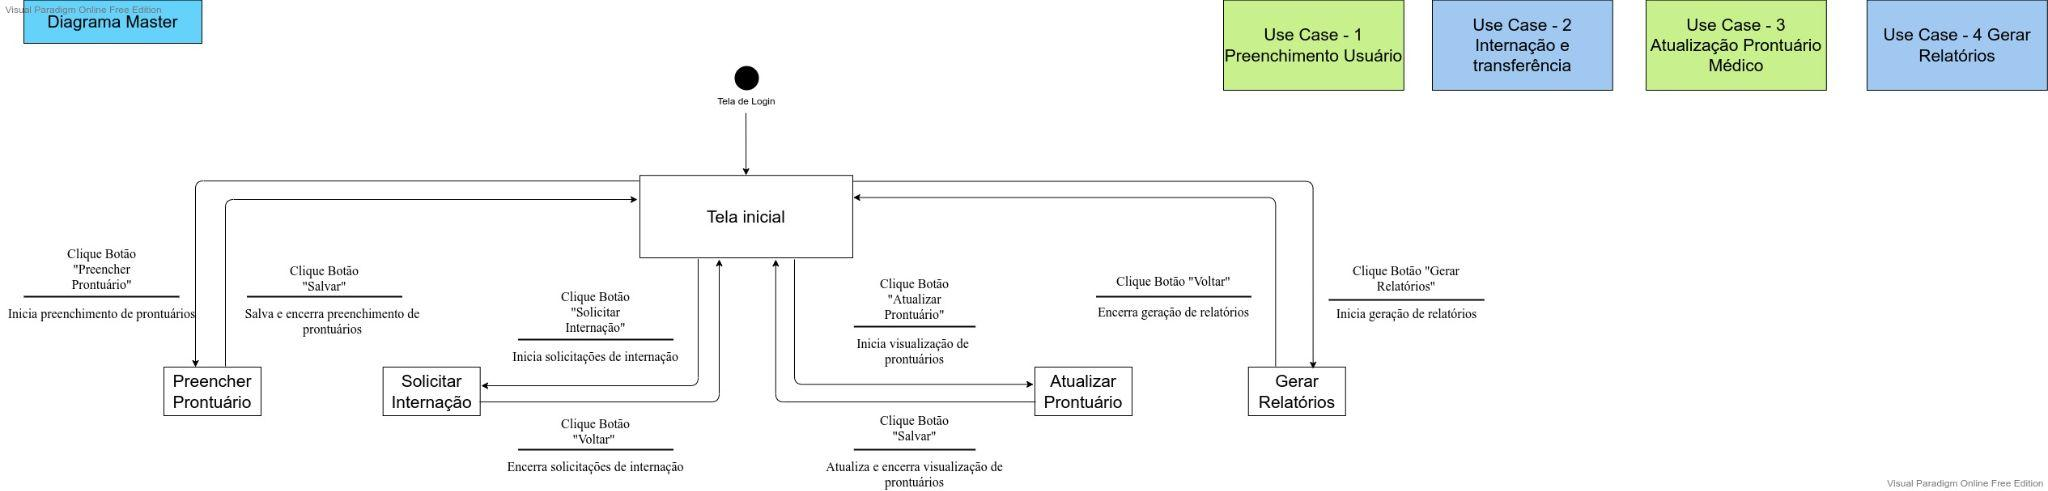 Visual Paradigm Online Free Edition
Diagrama Master
Use Case - 1
Preenchimento Usuário
Use Case - 2
Internação e
transferência
Use Case - 3
Atualização Prontuário
Médico
Use Case - 4 Gerar
Relatórios
Tela de Login
Tela inicial
Clique Botão
"Preencher
Prontuário"
Inicia preenchimento de prontuários
Clique Botão
"Salvar"
Salva e encerra preenchimento de
prontuários
Clique Botão
"Solicitar
Internação"
Inicia solicitações de internação
Clique Botão
"Atualizar
Prontuário"
Inicia visualização de
prontuários
Clique Botão "Voltar"
Encerra geração de relatórios
Clique Botão "Gerar
Relatórios"
Inicia geração de relatórios
Preencher
Prontuário
Solicitar
Internação
Atualizar
Prontuário
Gerar
Relatórios
Clique Botão
"Voltar"
Encerra solicitações de internação
Clique Botão
"Salvar"
Atualiza e encerra visualização de
prontuários
Visual Paradigm Online Free Edition